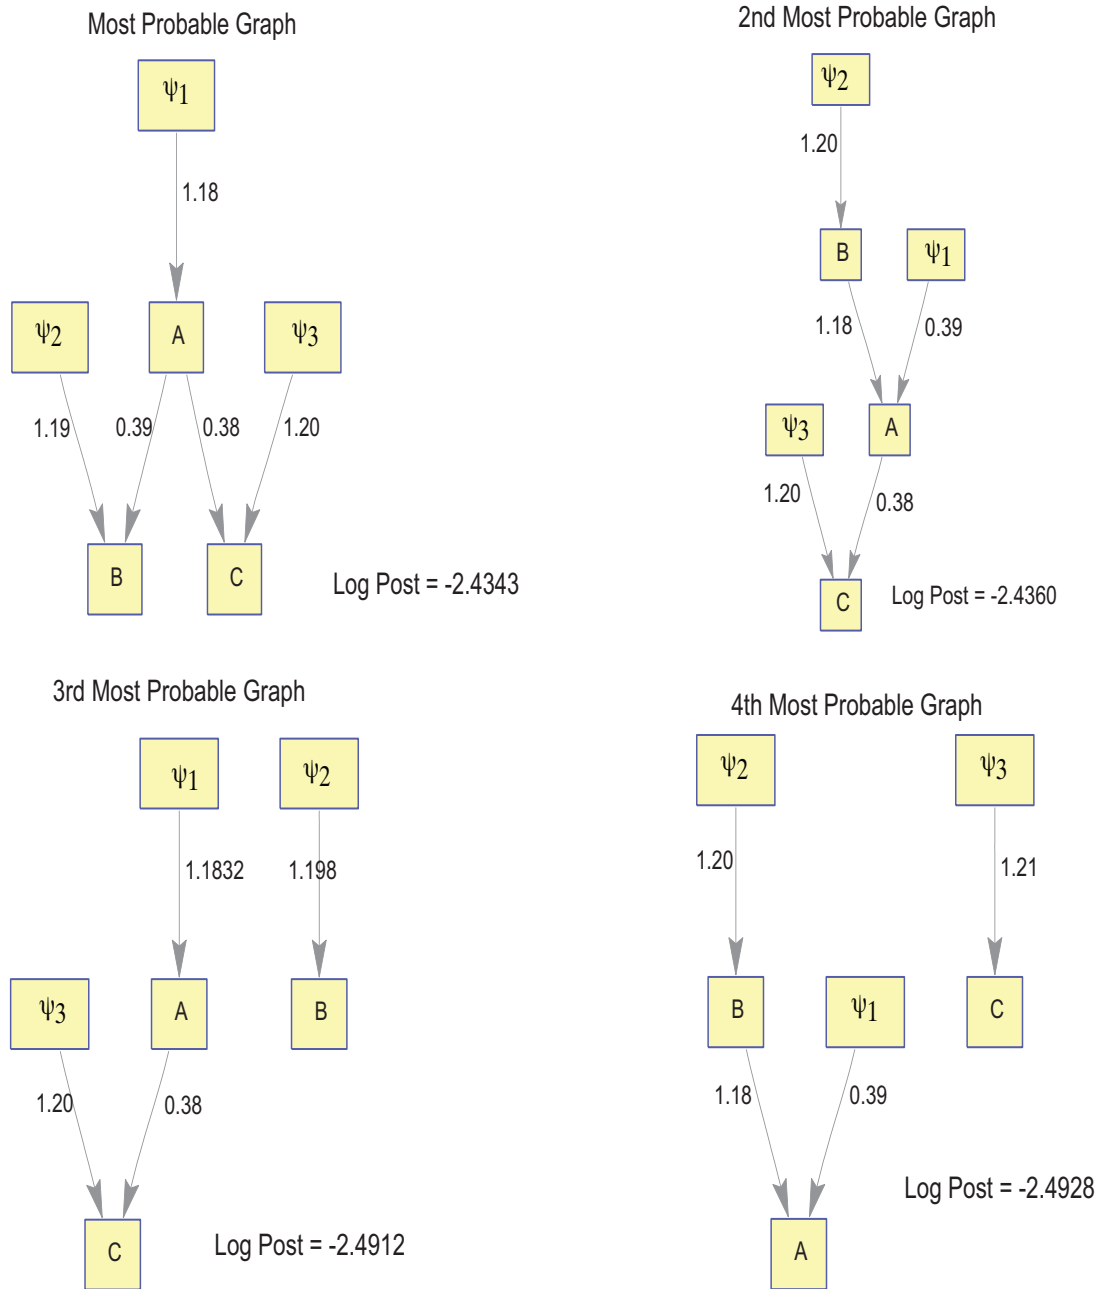 Most Probable Graph
ψ1
1.18
ψ2
A
ψ3
1.19
0.39
0.38
1.20
B
C
Log Post = -2.4343
2nd Most Probable Graph
ψ2
1.20
B
ψ1
1.18
0.39
ψ3
A
1.20
0.38
C
Log Post = -2.4360
3rd Most Probable Graph
ψ1
ψ2
1.1832
1.198
ψ3
A
B
1.20
0.38
C
Log Post = -2.4912
4th Most Probable Graph
ψ2
ψ3
1.20
1.21
B
ψ1
C
1.18
0.39
Log Post = -2.4928
A